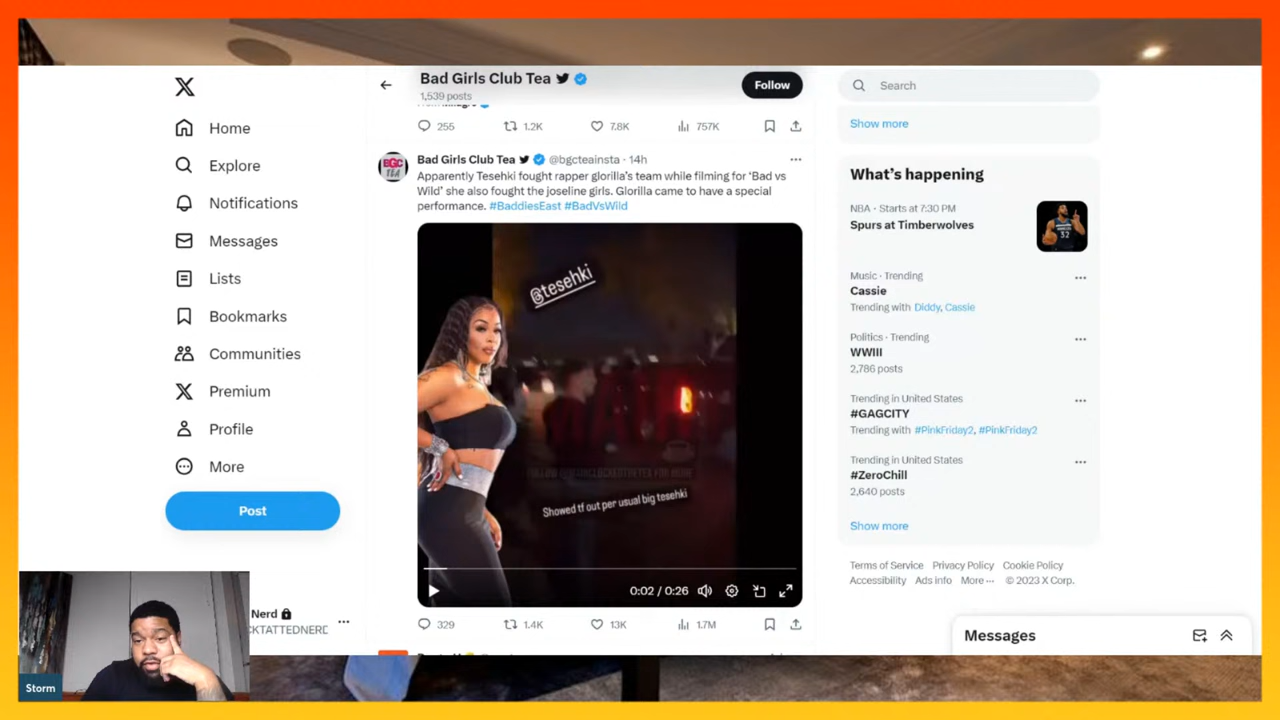 X
Home
Explore
Notifications
Messages
Lists
Bookmarks
Communities
Premium
Profile
More
Post
Nerd
CKTATTEDNERD
Storm
Bad Girls Club Tea
1,539 posts
Follow
255 1.2K 7.8K 757K
BGC
TEA
Bad Girls Club Tea @bgcteainsta · 14h
Apparently Tesehki fought rapper glorilla's team while filming for 'Bad vs
Wild' she also fought the joseline girls. Glorilla came to have a special
performance. #BaddiesEast #BadVsWild
@tesehki
Showed tf out per usual big tesehki
0:02 / 0:26
329 1.4K 13K 1.7M
Search
Show more
What's happening
NBA · Starts at 7:30 PM
Spurs at Timberwolves
32
Music · Trending
Cassie
Trending with Diddy, Cassie
Politics · Trending
WWIII
2,786 posts
Trending in United States
#GAGCITY
Trending with #PinkFriday2, #PinkFriday2
Trending in United States
#ZeroChill
2,640 posts
Show more
Terms of Service Privacy Policy Cookie Policy
Accessibility Ads info More ··· © 2023 X Corp.
Messages